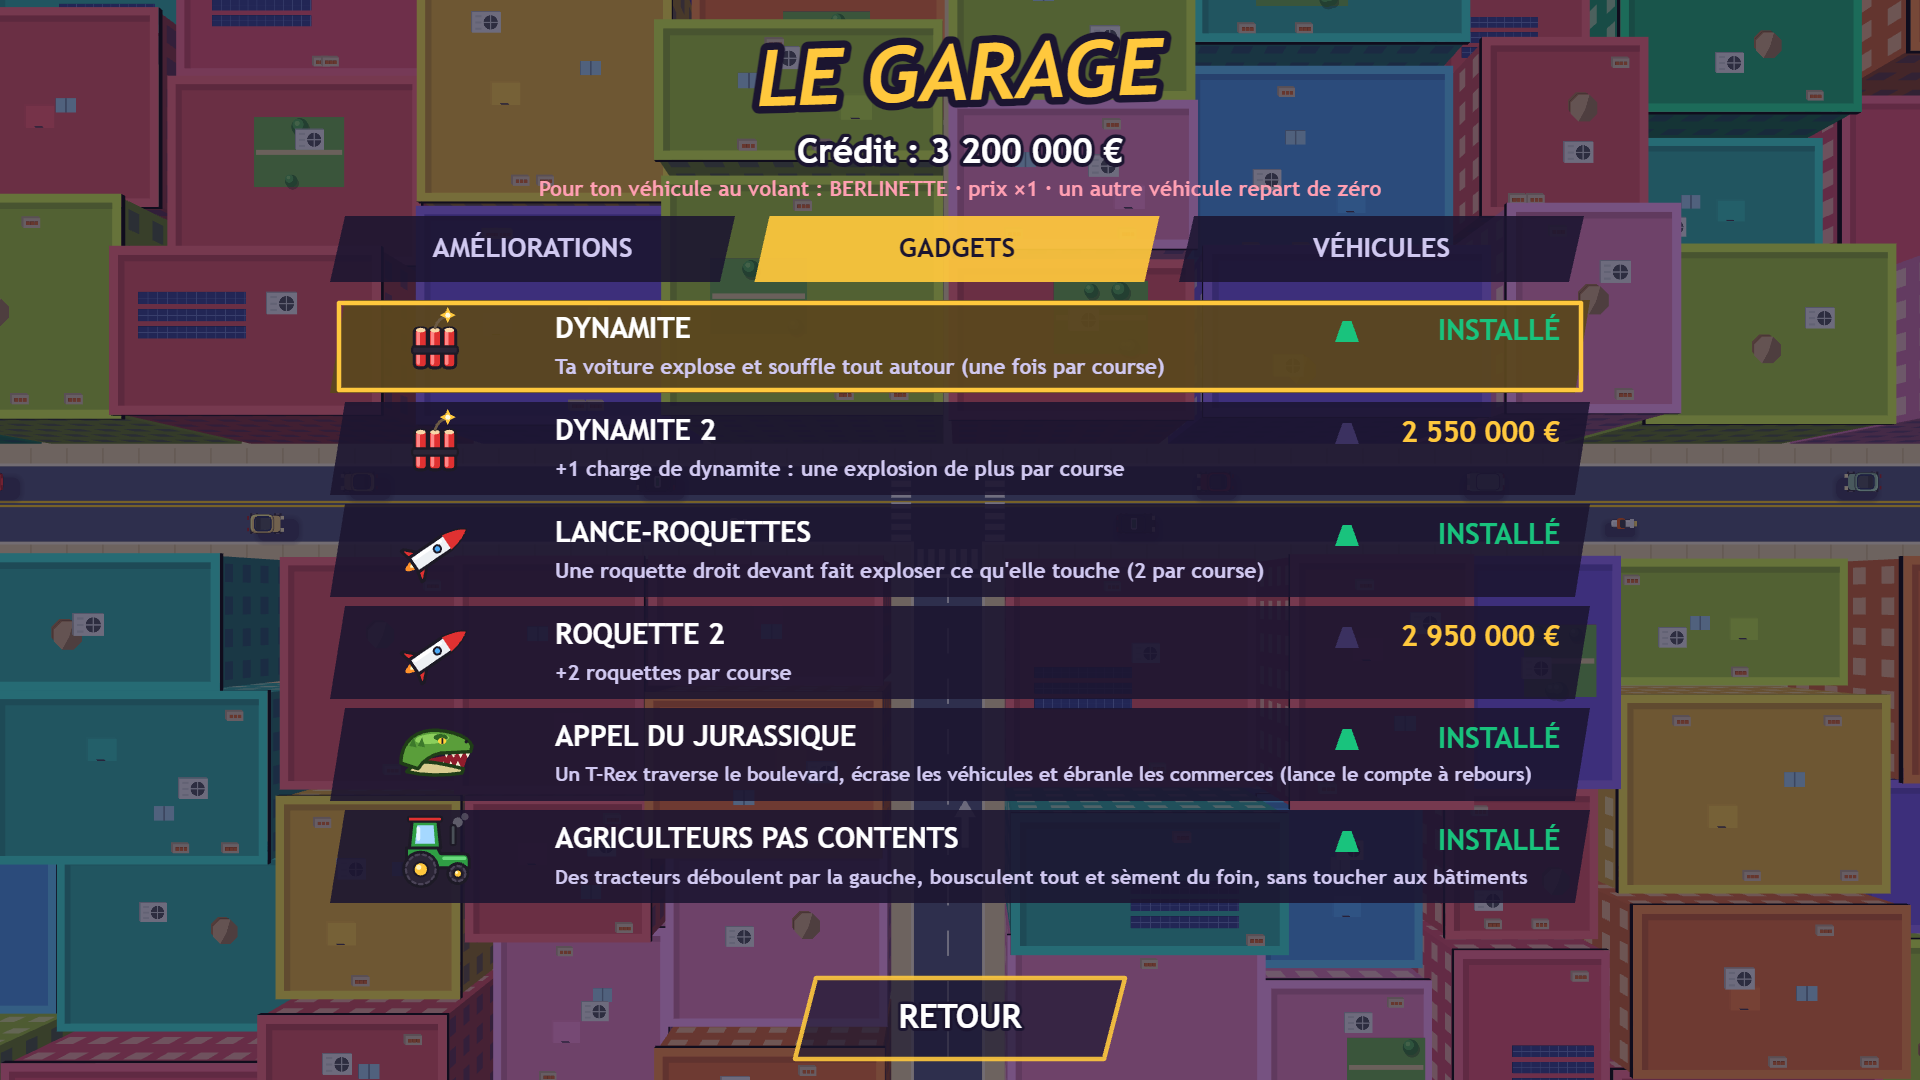 LE GARAGE
Crédit : 3 200 000 €
Pour ton véhicule au volant : BERLINETTE · prix ×1 · un autre véhicule repart de zéro
AMÉLIORATIONS
GADGETS
VÉHICULES
DYNAMITE
INSTALLÉ
Ta voiture explose et souffle tout autour (une fois par course)
DYNAMITE 2
2 550 000 €
+1 charge de dynamite : une explosion de plus par course
LANCE-ROQUETTES
INSTALLÉ
Une roquette droit devant fait exploser ce qu'elle touche (2 par course)
ROQUETTE 2
2 950 000 €
+2 roquettes par course
APPEL DU JURASSIQUE
INSTALLÉ
Un T-Rex traverse le boulevard, écrase les véhicules et ébranle les commerces (lance le compte à rebours)
AGRICULTEURS PAS CONTENTS
INSTALLÉ
Des tracteurs déboulent par la gauche, bousculent tout et sèment du foin, sans toucher aux bâtiments
RETOUR